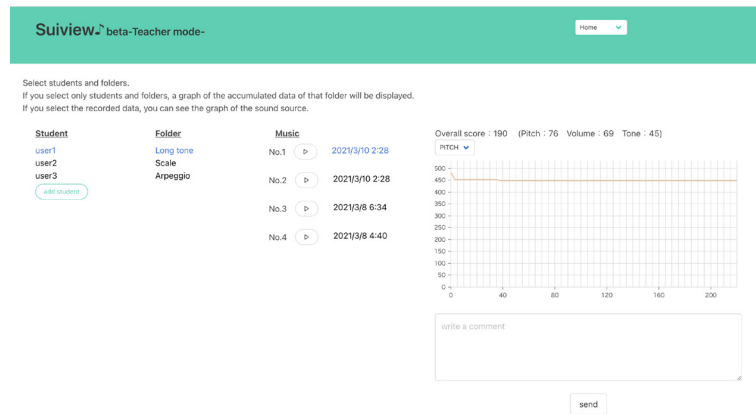 Suiview♪ beta-Teacher mode-
Home
Select students and folders.
If you select only students and folders, a graph of the accumulated data of that folder will be displayed.
If you select the recorded data, you can see the graph of the sound source.
Student
user1
user2
user3
add student
Folder
Long tone
Scale
Arpeggio
Music
No.1 2021/3/10 2:28
No.2 2021/3/10 2:28
No.3 2021/3/8 6:34
No.4 2021/3/8 4:40
Overall score : 190 (Pitch : 76 Volume : 69 Tone : 45)
PITCH
500
450
400
350
300
250
200
150
100
50
0
0 40 80 120 160 200
write a comment
send